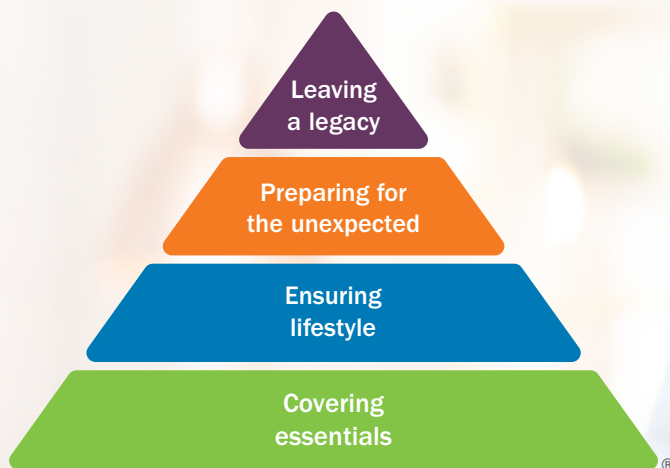 Leaving
a legacy
Preparing for
the unexpected
Ensuring
lifestyle
Covering
essentials
®